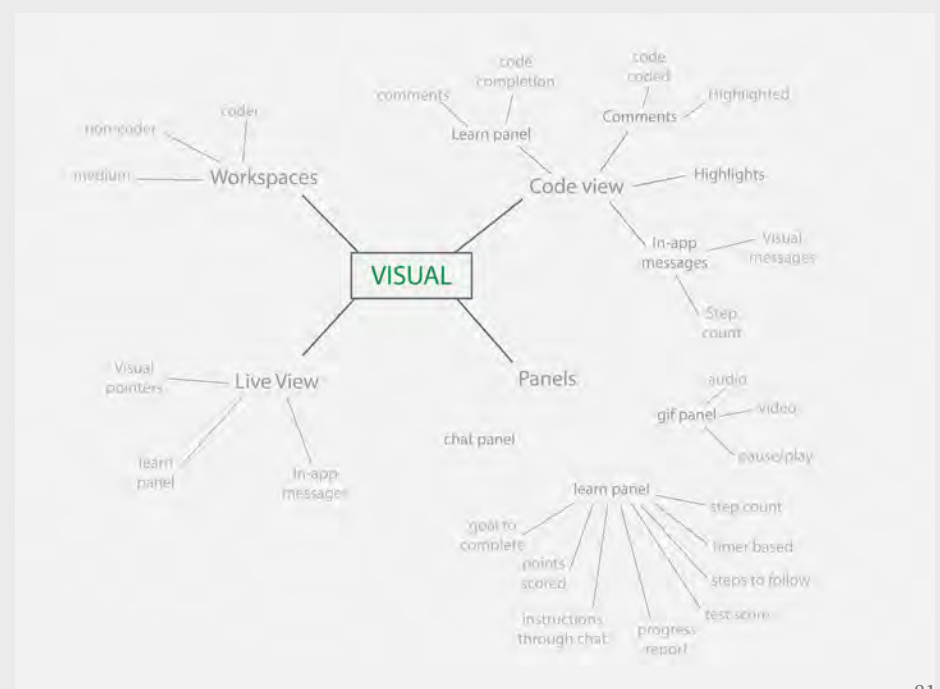 code
completion
comments
Learn panel
code
coded
Highlighted
Comments
coder
non-coder
medium
Workspaces
Code view
Highlights
In-app
messages
Visual
messages
Step
count
VISUAL
Visual
pointers
Live View
learn
panel
In-app
messages
Panels
chat panel
audio
gif panel
video
pause/play
learn panel
step count
goal to
complete
timer based
points
scored
steps to follow
test score
instructions
through chat
progress
report